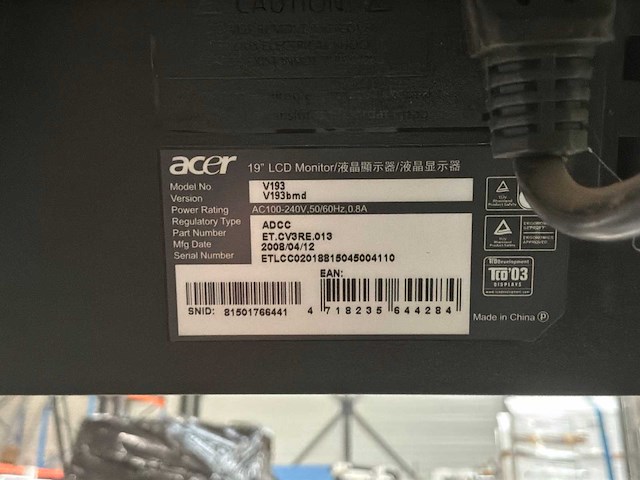 CAUTION
acer 19" LCD Monitor/液晶顯示器/液晶显示器
Model No V193
Version V193bmd
Power Rating AC100-240V,50/60Hz,0.8A
Regulatory Type ADCC
Part Number ET.CV3RE.013
Mfg Date 2008/04/12
Serial Number ETLCC02018815045004110
EAN:
SNID: 81501766441
4 718235 644284
TCO'03
DISPLAYS
Made in China P